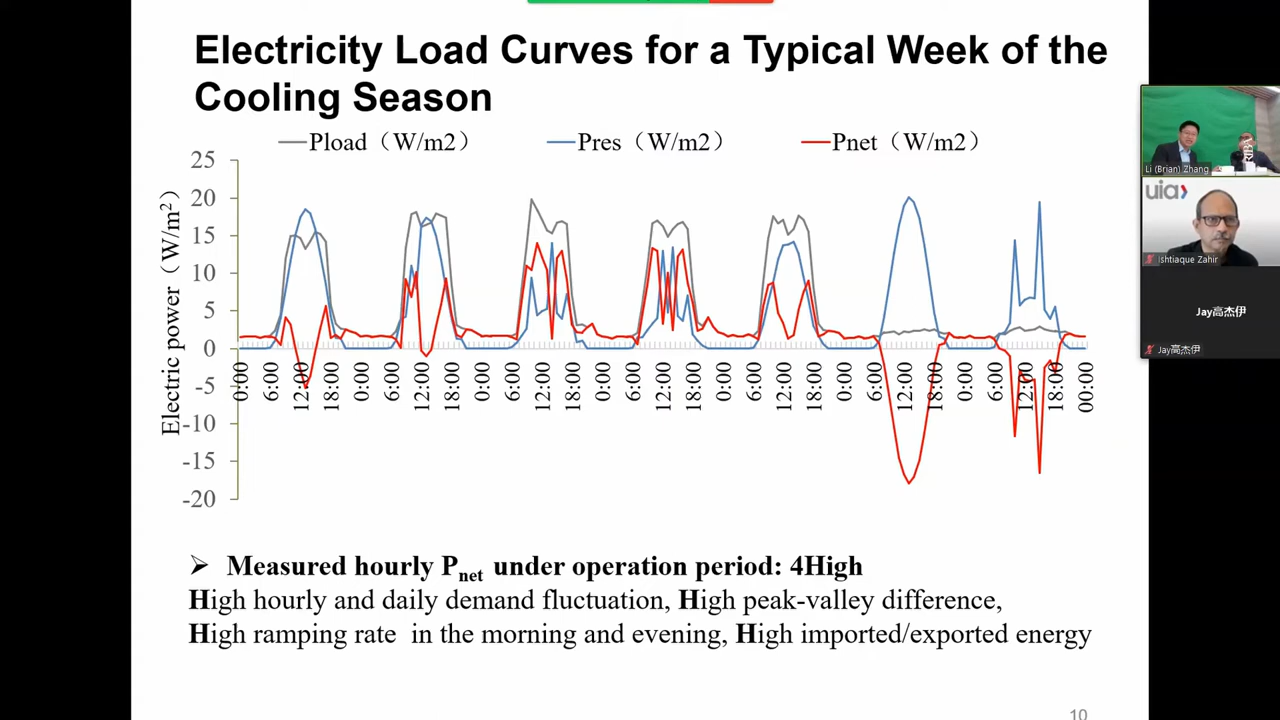 Electricity Load Curves for a Typical Week of the
Cooling Season
Pload（W/m2） Pres（W/m2） Pnet（W/m2）
Electric power（W/m²）
25
20
15
10
5
0
-5
-10
-15
-20
0:00 6:00 12:00 18:00 0:00 6:00 12:00 18:00 0:00 6:00 12:00 18:00 0:00 6:00 12:00 18:00 0:00 6:00 12:00 18:00 0:00 6:00 12:00 18:00 0:00 6:00 12:00 18:00 00:00
➢ Measured hourly Pnet under operation period: 4High
High hourly and daily demand fluctuation, High peak-valley difference,
High ramping rate in the morning and evening, High imported/exported energy
10
RIBA
Li (Brian) Zhang
uia
Ishtiaque Zahir
Jay高杰伊
Jay高杰伊